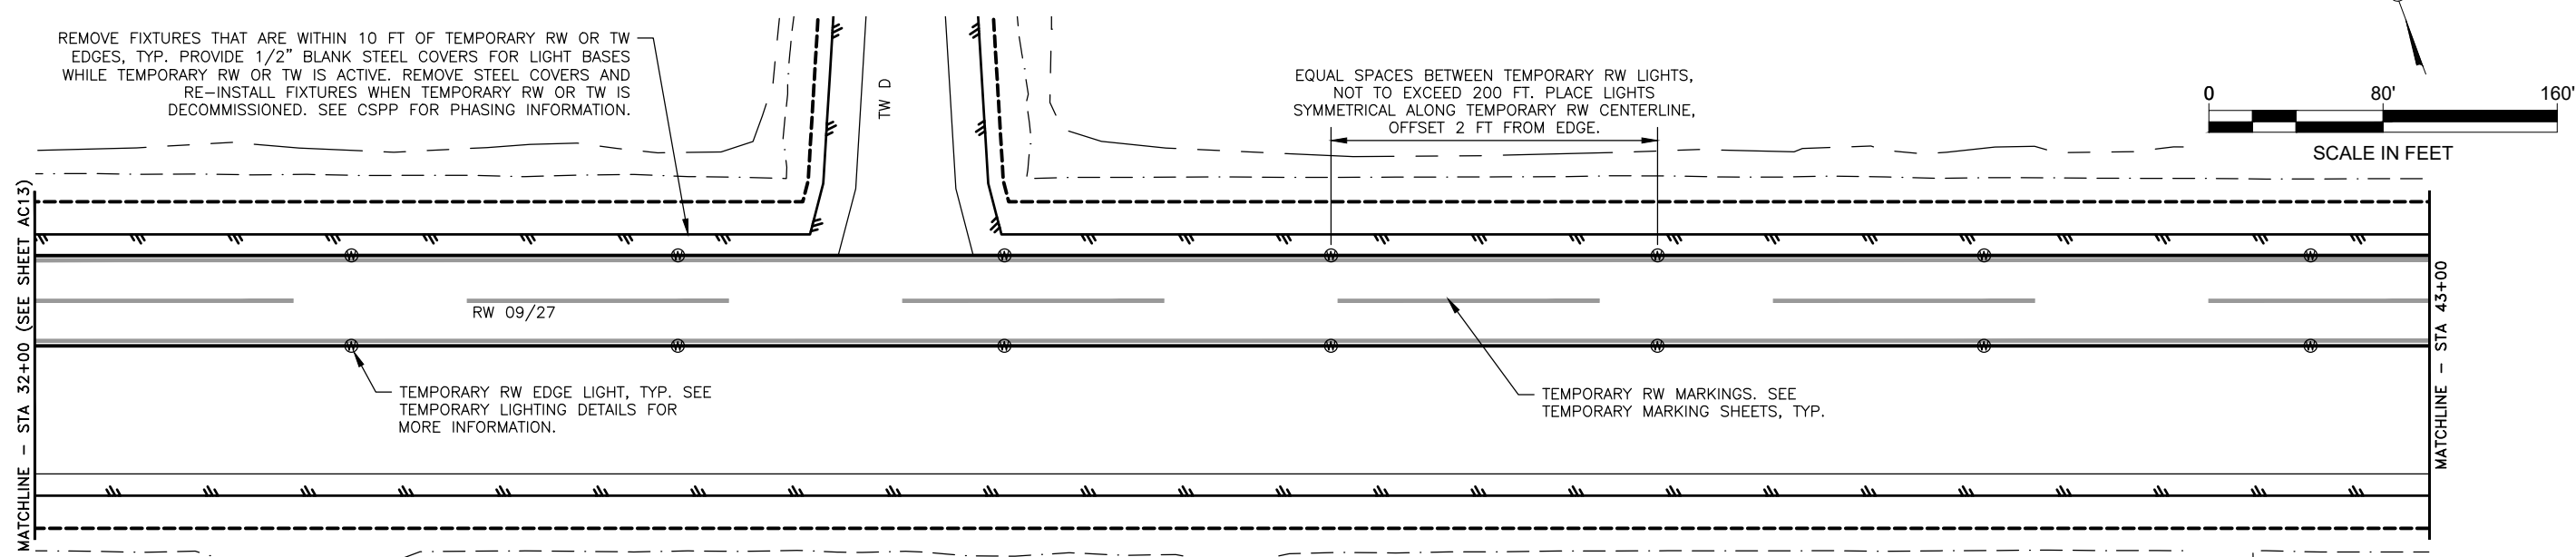 REMOVE FIXTURES THAT ARE WITHIN 10 FT OF TEMPORARY RW OR TW
EDGES, TYP. PROVIDE 1/2" BLANK STEEL COVERS FOR LIGHT BASES
WHILE TEMPORARY RW OR TW IS ACTIVE. REMOVE STEEL COVERS AND
RE-INSTALL FIXTURES WHEN TEMPORARY RW OR TW IS
DECOMMISSIONED. SEE CSPP FOR PHASING INFORMATION.
TW D
EQUAL SPACES BETWEEN TEMPORARY RW LIGHTS,
NOT TO EXCEED 200 FT. PLACE LIGHTS
SYMMETRICAL ALONG TEMPORARY RW CENTERLINE,
OFFSET 2 FT FROM EDGE.
0 80' 160'
SCALE IN FEET
MATCHLINE - STA 32+00 (SEE SHEET AC13)
W W W W W W W
RW 09/27
W W W W W W W
TEMPORARY RW EDGE LIGHT, TYP. SEE
TEMPORARY LIGHTING DETAILS FOR
MORE INFORMATION.
TEMPORARY RW MARKINGS. SEE
TEMPORARY MARKING SHEETS, TYP.
MATCHLINE - STA 43+00